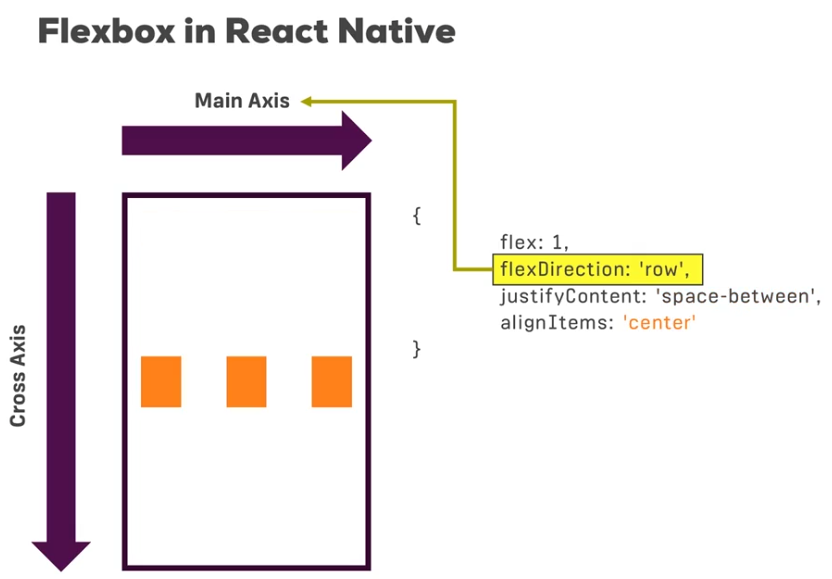 Flexbox in React Native
Main Axis
Cross Axis
{
flex: 1,
flexDirection: 'row',
justifyContent: 'space-between',
alignItems: 'center'
}